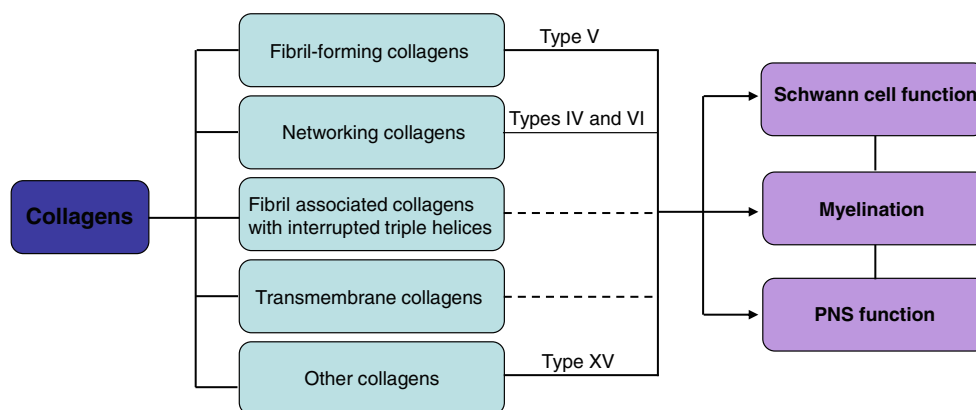 Collagens
Fibril-forming collagens
Type V
Networking collagens
Types IV and VI
Fibril associated collagens
with interrupted triple helices
Transmembrane collagens
Other collagens
Type XV
Schwann cell function
Myelination
PNS function